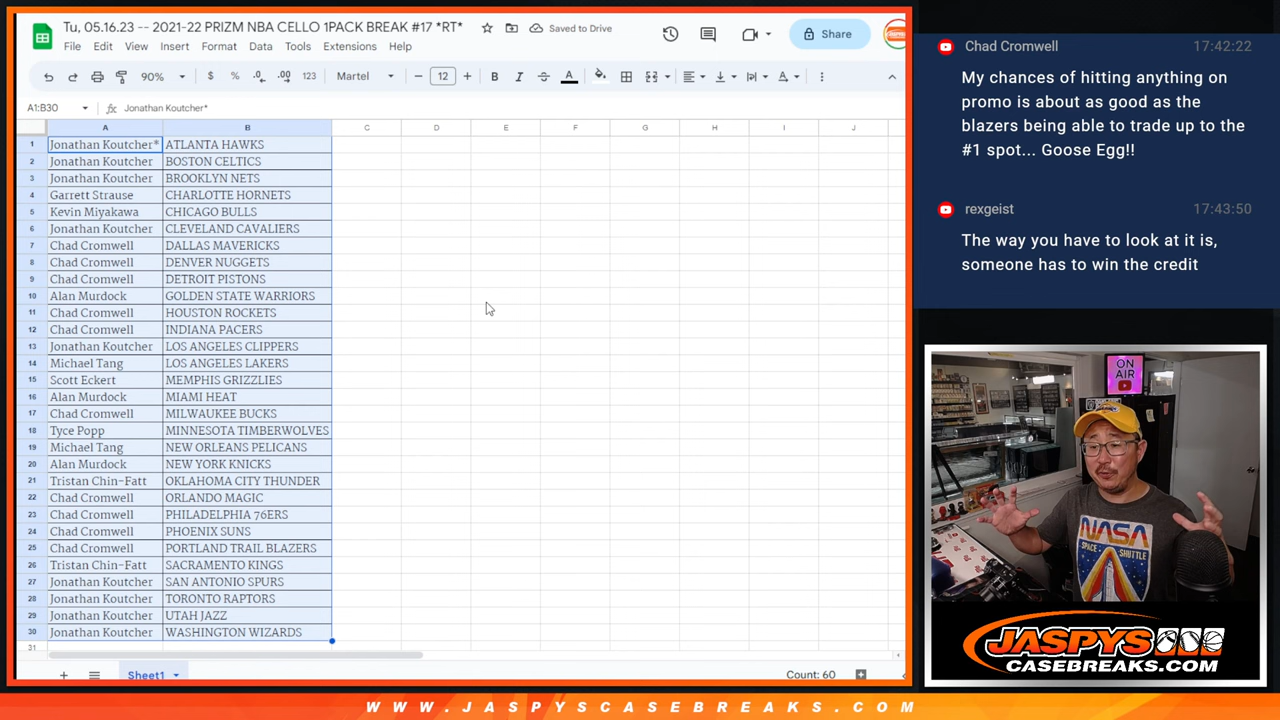 Tu, 05.16.23 -- 2021-22 PRIZM NBA CELLO 1PACK BREAK #17 *RT*
Saved to Drive
File Edit View Insert Format Data Tools Extensions Help
Share
90% $ % .0 .00 123 Martel 12 B I A
A1:B30 fx Jonathan Koutcher*
A B C D E F G H I J
1 Jonathan Koutcher* ATLANTA HAWKS
2 Jonathan Koutcher BOSTON CELTICS
3 Jonathan Koutcher BROOKLYN NETS
4 Garrett Strause CHARLOTTE HORNETS
5 Kevin Miyakawa CHICAGO BULLS
6 Jonathan Koutcher CLEVELAND CAVALIERS
7 Chad Cromwell DALLAS MAVERICKS
8 Chad Cromwell DENVER NUGGETS
9 Chad Cromwell DETROIT PISTONS
10 Alan Murdock GOLDEN STATE WARRIORS
11 Chad Cromwell HOUSTON ROCKETS
12 Chad Cromwell INDIANA PACERS
13 Jonathan Koutcher LOS ANGELES CLIPPERS
14 Michael Tang LOS ANGELES LAKERS
15 Scott Eckert MEMPHIS GRIZZLIES
16 Alan Murdock MIAMI HEAT
17 Chad Cromwell MILWAUKEE BUCKS
18 Tyce Popp MINNESOTA TIMBERWOLVES
19 Michael Tang NEW ORLEANS PELICANS
20 Alan Murdock NEW YORK KNICKS
21 Tristan Chin-Fatt OKLAHOMA CITY THUNDER
22 Chad Cromwell ORLANDO MAGIC
23 Chad Cromwell PHILADELPHIA 76ERS
24 Chad Cromwell PHOENIX SUNS
25 Chad Cromwell PORTLAND TRAIL BLAZERS
26 Tristan Chin-Fatt SACRAMENTO KINGS
27 Jonathan Koutcher SAN ANTONIO SPURS
28 Jonathan Koutcher TORONTO RAPTORS
29 Jonathan Koutcher UTAH JAZZ
30 Jonathan Koutcher WASHINGTON WIZARDS
31
Sheet1
Count: 60
Chad Cromwell 17:42:22
My chances of hitting anything on
promo is about as good as the
blazers being able to trade up to the
#1 spot... Goose Egg!!
rexgeist 17:43:50
The way you have to look at it is,
someone has to win the credit
ON
AIR
NASA
SPACE SHUTTLE
JASPYS
CASEBREAKS.COM
WWW.JASPYSCASEBREAKS.COM